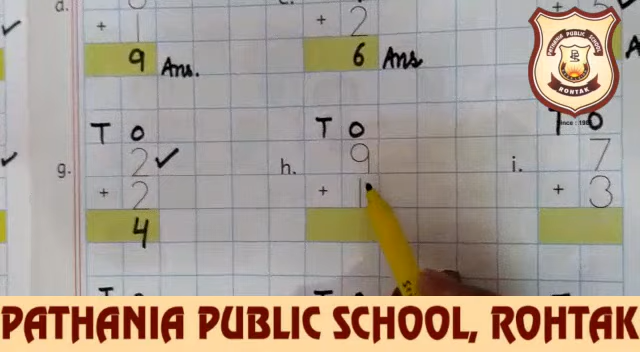 d.
+ 1
9 Ans.
+ 2
6 Ans
+ 5
PATHANIA PUBLIC SCHOOL
ROHTAK
T O
g. 2 ✓
+ 2
4
T O
h. 9
+ 1
T O
i. 7
+ 3
PATHANIA PUBLIC SCHOOL, ROHTAK